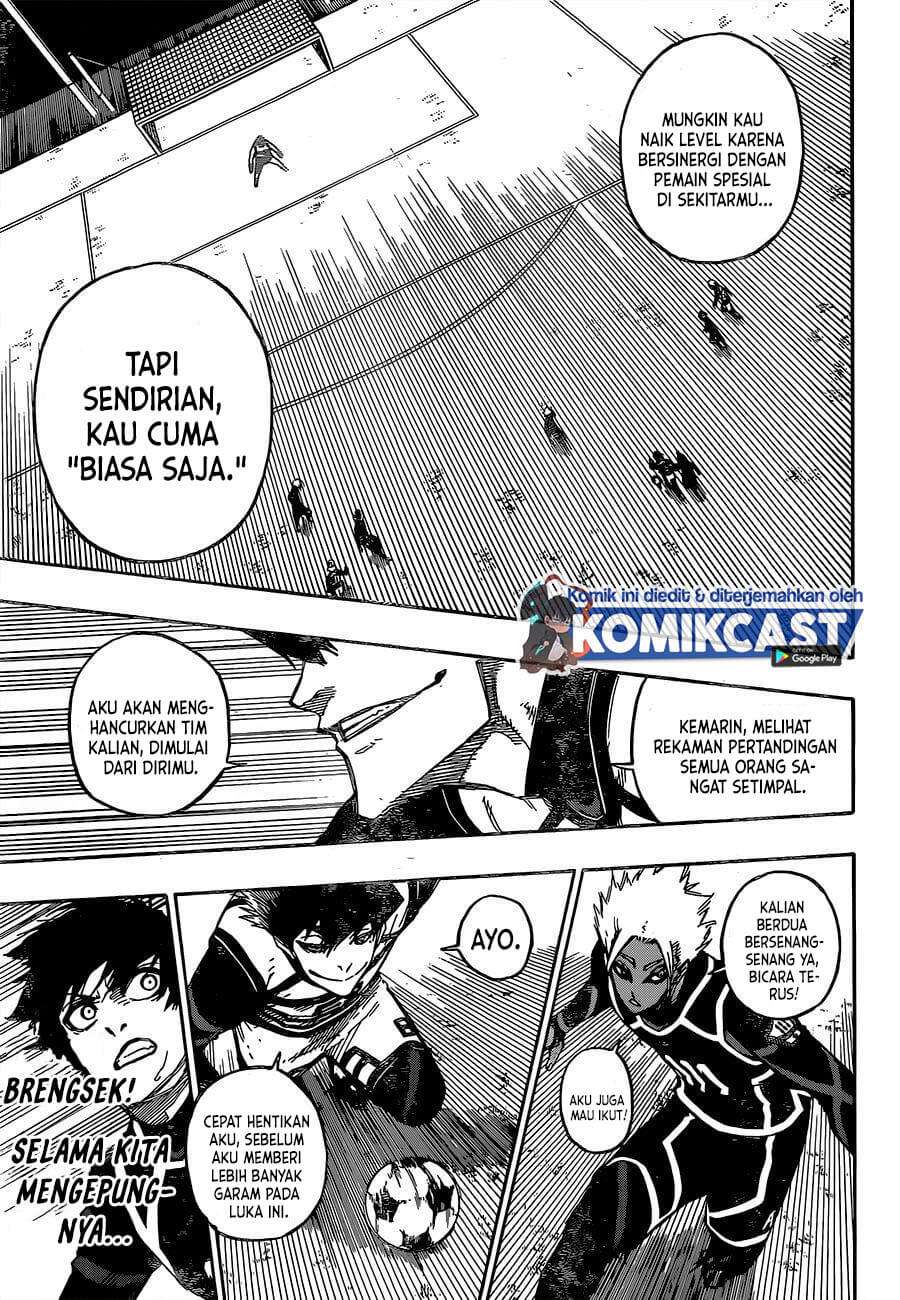 MUNGKIN KAU
NAIK LEVEL KARENA
BERSINERGI DENGAN
PEMAIN SPESIAL
DI SEKITARMU...
TAPI
SENDIRIAN,
KAU CUMA
"BIASA SAJA."
Komik ini diedit & diterjemahkan oleh
KOMIKCAST
Google Play
KEMARIN, MELIHAT
REKAMAN PERTANDINGAN
SEMUA ORANG SA-
NGAT SETIMPAL.
AKU AKAN MENG-
HANCURKAN TIM
KALIAN, DIMULAI
DARI DIRIMU.
KALIAN
BERDUA
BERSENANG-
SENANG YA,
BICARA TE-
RUS!
AKU JUGA
MAU IKUT!
AYO.
CEPAT HENTIKAN
AKU, SEBELUM
AKU MEMBERI
LEBIH BANYAK
GARAM PADA
LUKA INI.
BRENGSEK!
SELAMA KITA
MENGEPUNG-
NYA...